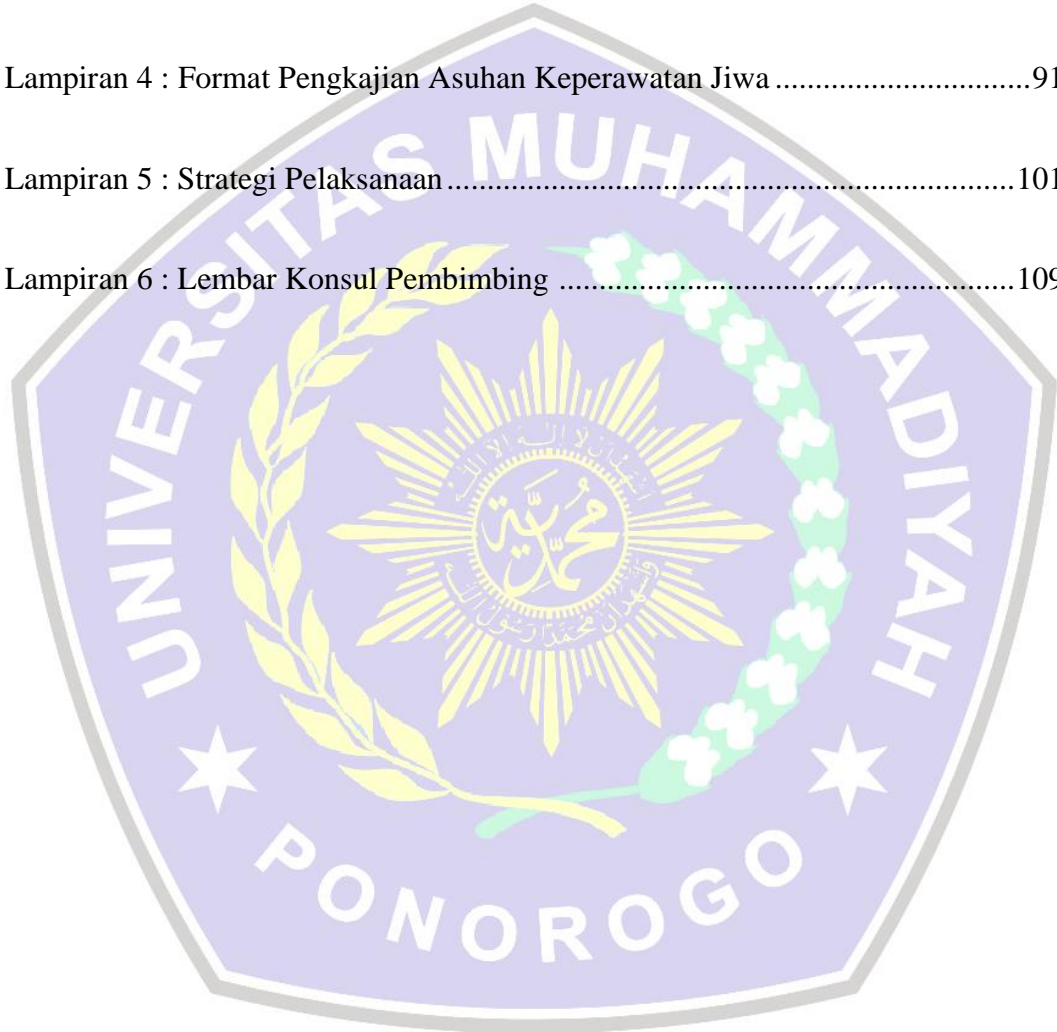 Lampiran 4 : Format Pengkajian Asuhan Keperawatan Jiwa ................................91
Lampiran 5 : Strategi Pelaksanaan .......................................................................101
Lampiran 6 : Lembar Konsul Pembimbing .........................................................109
UNIVERSITAS MUHAMMADIYAH
PONOROGO
محمد